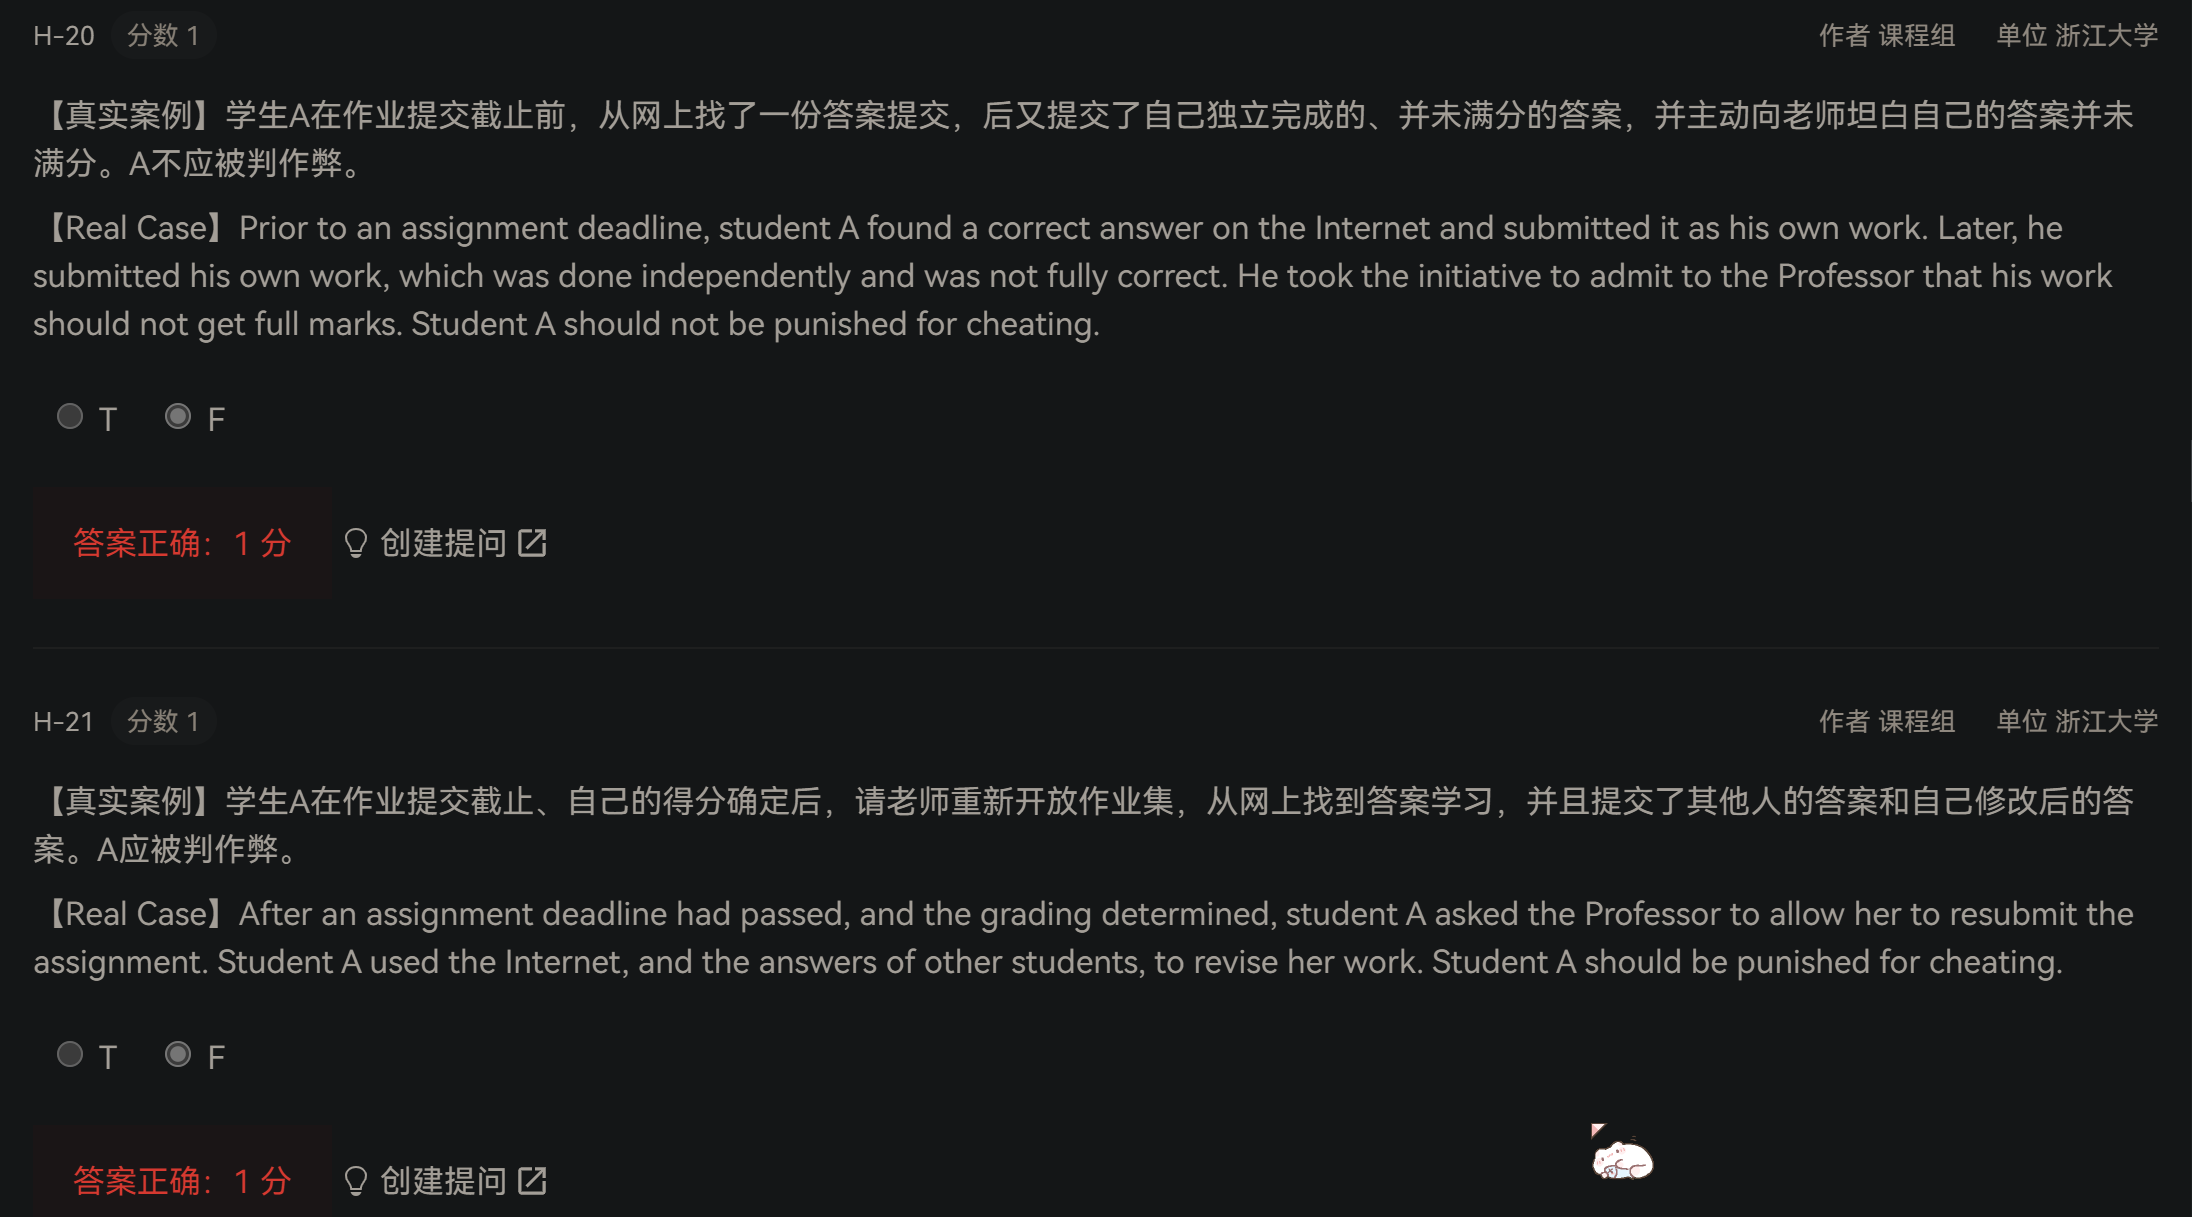 H-20 分数 1 作者 课程组 单位 浙江大学
【真实案例】学生A在作业提交截止前，从网上找了一份答案提交，后又提交了自己独立完成的、并未满分的答案，并主动向老师坦白自己的答案并未
满分。A不应被判作弊。
【Real Case】Prior to an assignment deadline, student A found a correct answer on the Internet and submitted it as his own work. Later, he
submitted his own work, which was done independently and was not fully correct. He took the initiative to admit to the Professor that his work
should not get full marks. Student A should not be punished for cheating.
T F
答案正确：1 分 创建提问
H-21 分数 1 作者 课程组 单位 浙江大学
【真实案例】学生A在作业提交截止、自己的得分确定后，请老师重新开放作业集，从网上找到答案学习，并且提交了其他人的答案和自己修改后的答
案。A应被判作弊。
【Real Case】After an assignment deadline had passed, and the grading determined, student A asked the Professor to allow her to resubmit the
assignment. Student A used the Internet, and the answers of other students, to revise her work. Student A should be punished for cheating.
T F
答案正确：1 分 创建提问